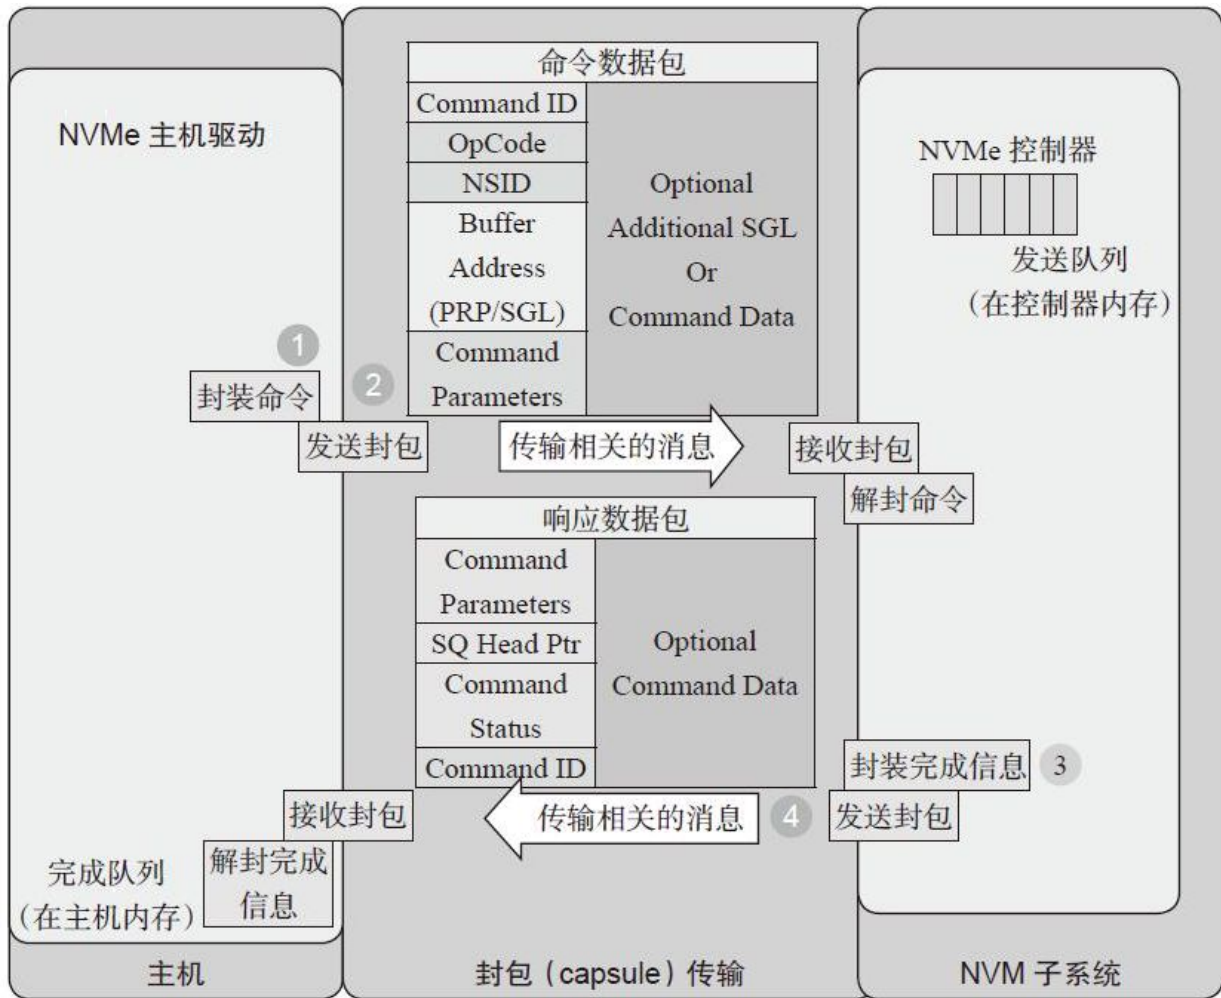 命令数据包
Command ID
OpCode
NSID
Buffer
Address
(PRP/SGL)
Command
Parameters
Optional
Additional SGL
Or
Command Data
NVMe 主机驱动
NVMe 控制器
发送队列
（在控制器内存）
1
封装命令
2
发送封包
传输相关的消息
接收封包
解封命令
响应数据包
Command
Parameters
SQ Head Ptr
Command
Status
Command ID
Optional
Command Data
封装完成信息
3
发送封包
4
传输相关的消息
接收封包
解封完成
信息
完成队列
（在主机内存）
主机
封包（capsule）传输
NVM 子系统